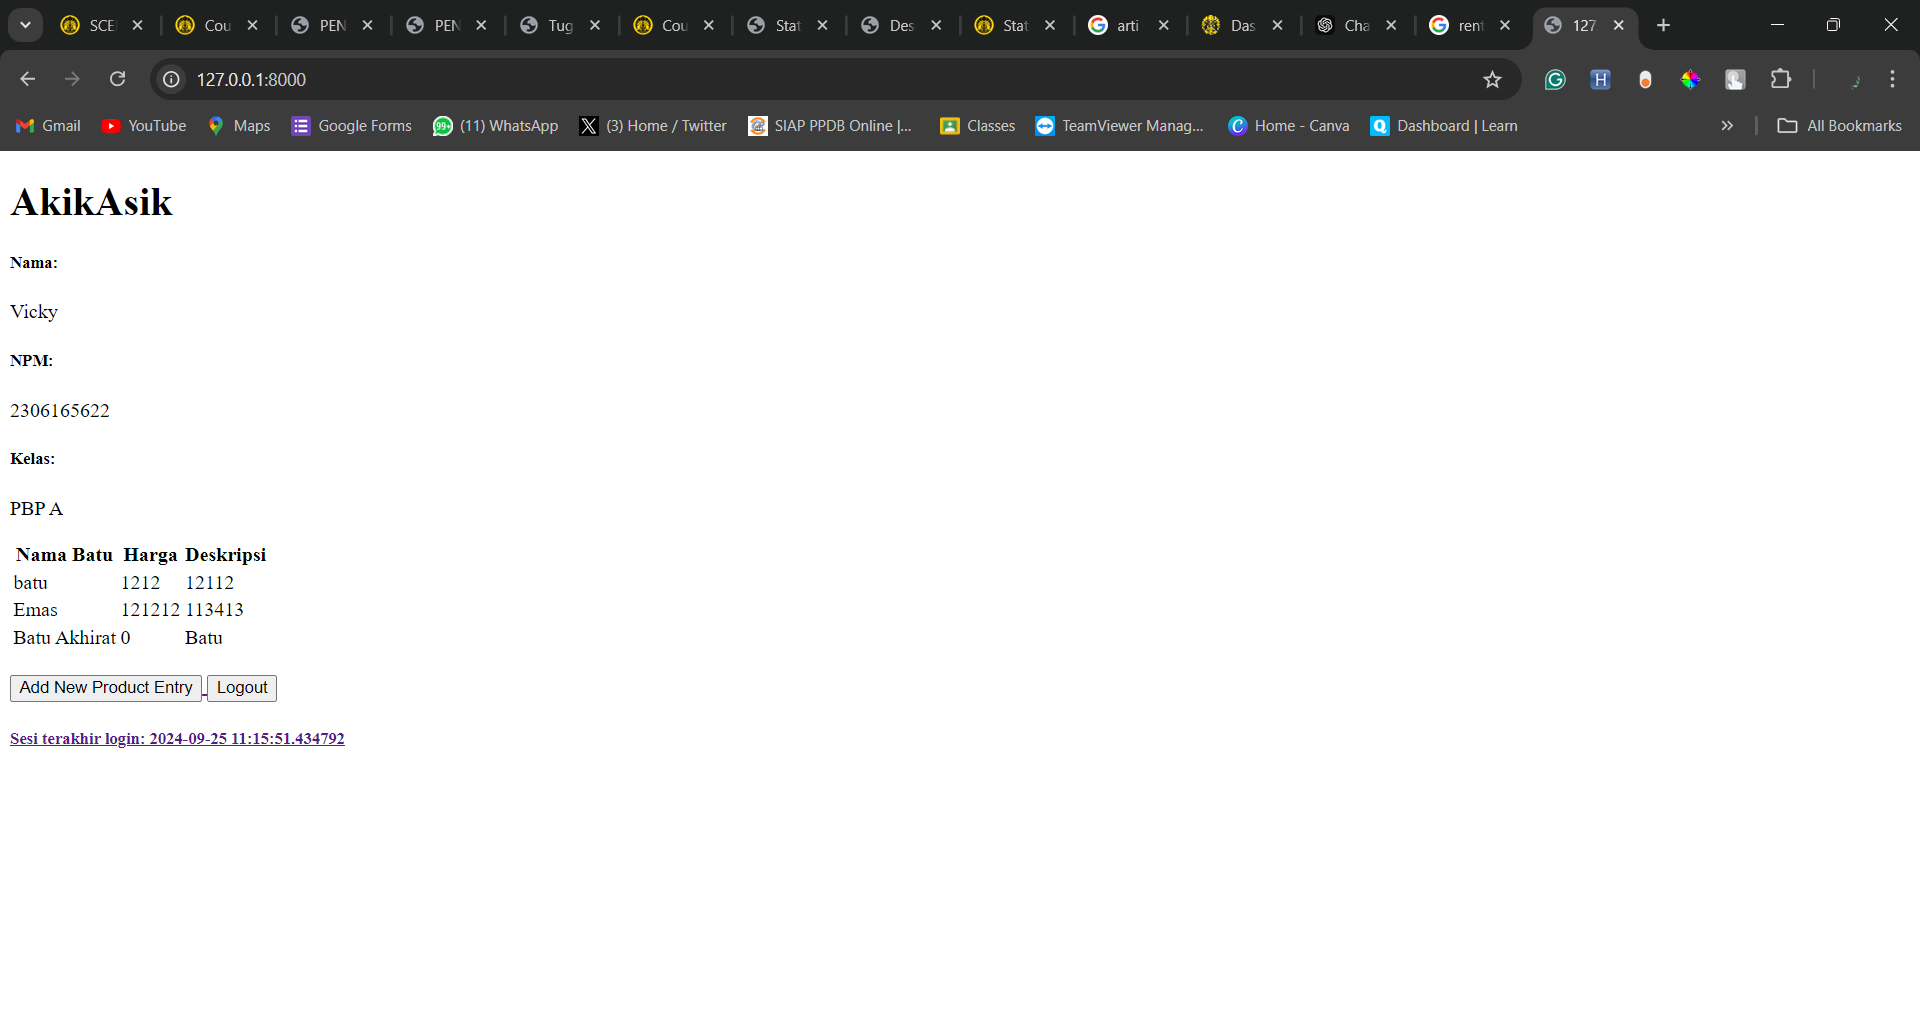 SCE Cou PEN PEN Tug Cou Stat Des Stat arti Das Cha rent 127
127.0.0.1:8000
Gmail YouTube Maps Google Forms 99+ (11) WhatsApp (3) Home / Twitter SIAP PPDB Online |... Classes TeamViewer Manag... Home - Canva Dashboard | Learn All Bookmarks
AkikAsik
Nama:
Vicky
NPM:
2306165622
Kelas:
PBP A
Nama Batu Harga Deskripsi
batu 1212 12112
Emas 121212 113413
Batu Akhirat 0 Batu
Add New Product Entry Logout
Sesi terakhir login: 2024-09-25 11:15:51.434792